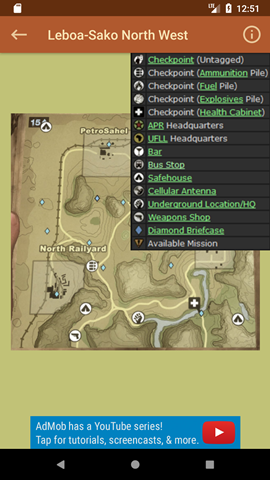 12:51
Leboa-Sako North West
Checkpoint (Untagged)
Checkpoint (Ammunition Pile)
Checkpoint (Fuel Pile)
Checkpoint (Explosives Pile)
Checkpoint (Health Cabinet)
APR Headquarters
UFLL Headquarters
Bar
Bus Stop
Safehouse
Cellular Antenna
Underground Location/HQ
Weapons Shop
Diamond Briefcase
Available Mission
15
PetroSahel
North Railyard
AdMob has a YouTube series!
Tap for tutorials, screencasts, & more.